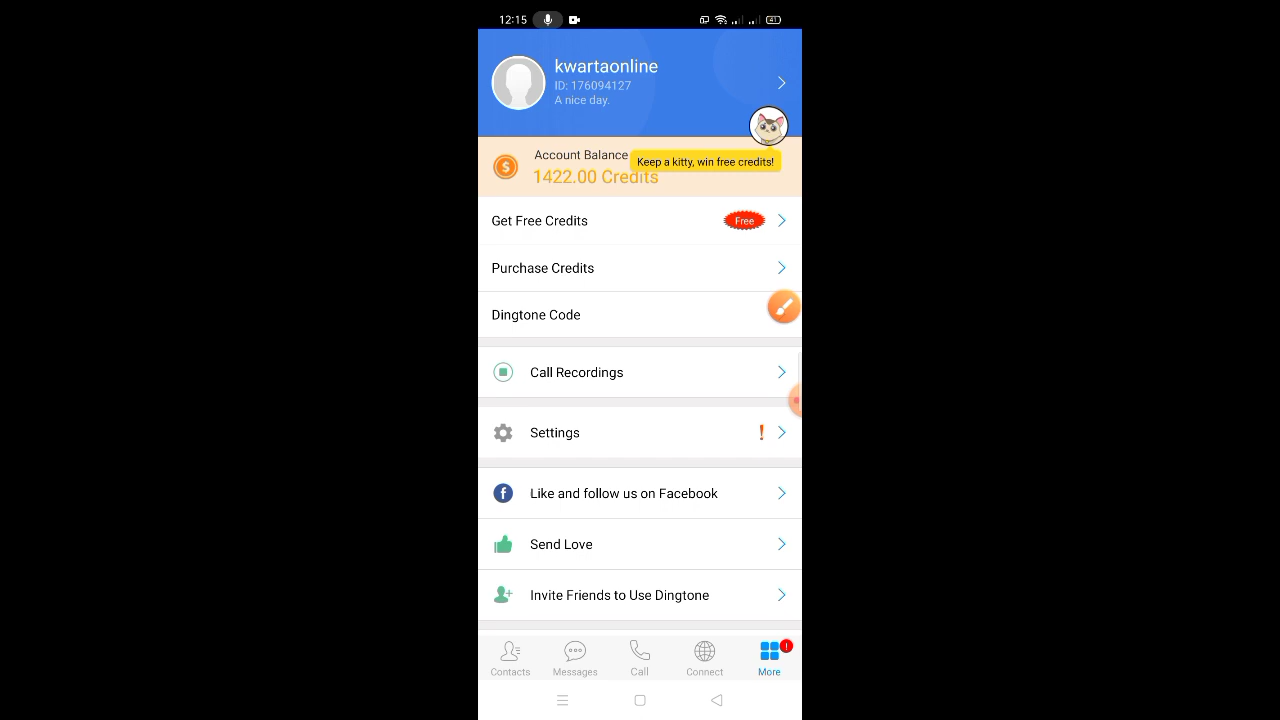 12:15
41
kwartaonline
ID: 176094127
A nice day.
Account Balance
Keep a kitty, win free credits!
1422.00 Credits
Get Free Credits
Free
Purchase Credits
Dingtone Code
Call Recordings
Settings
!
Like and follow us on Facebook
Send Love
Invite Friends to Use Dingtone
!
Contacts
Messages
Call
Connect
More